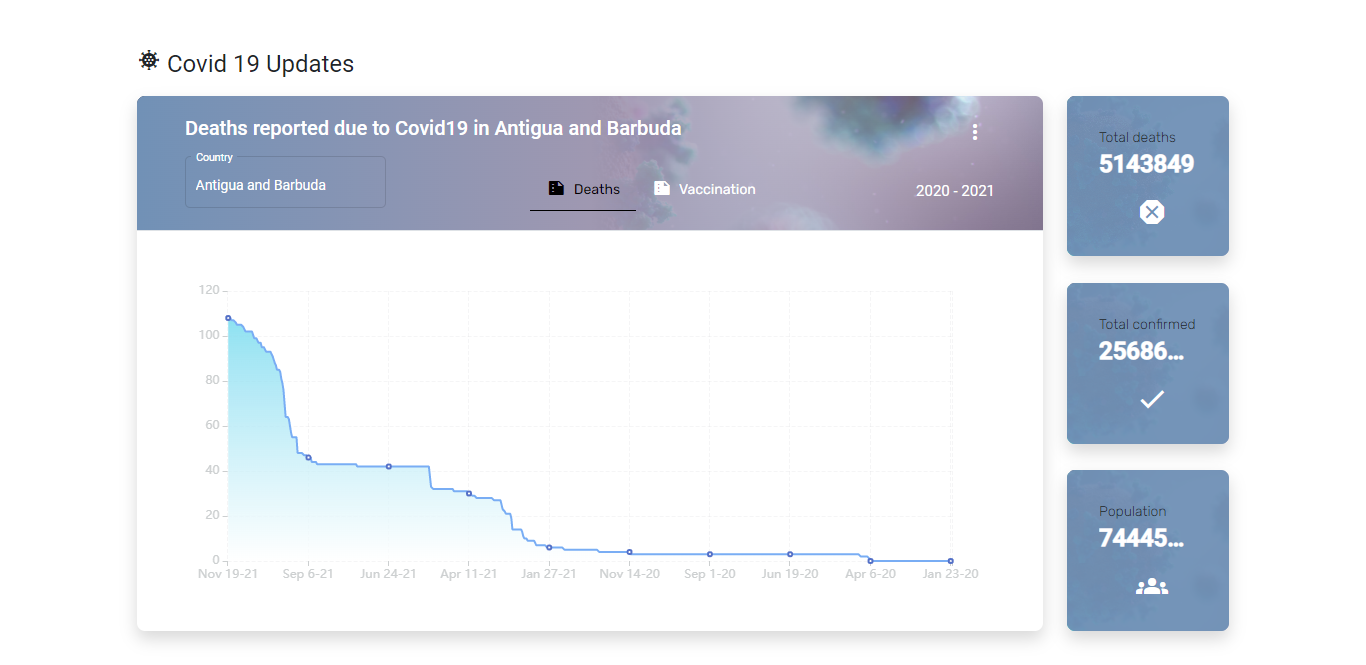 Covid 19 Updates
Deaths reported due to Covid19 in Antigua and Barbuda
Country
Antigua and Barbuda
Deaths
Vaccination
2020 - 2021
120
100
80
60
40
20
0
Nov 19-21 Sep 6-21 Jun 24-21 Apr 11-21 Jan 27-21 Nov 14-20 Sep 1-20 Jun 19-20 Apr 6-20 Jan 23-20
Total deaths
5143849
Total confirmed
25686...
Population
74445...